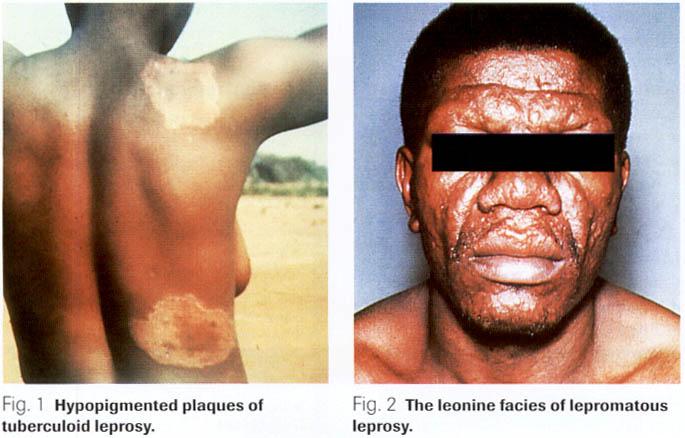 Fig. 1 Hypopigmented plaques of
tuberculoid leprosy.
Fig. 2 The leonine facies of lepromatous
leprosy.